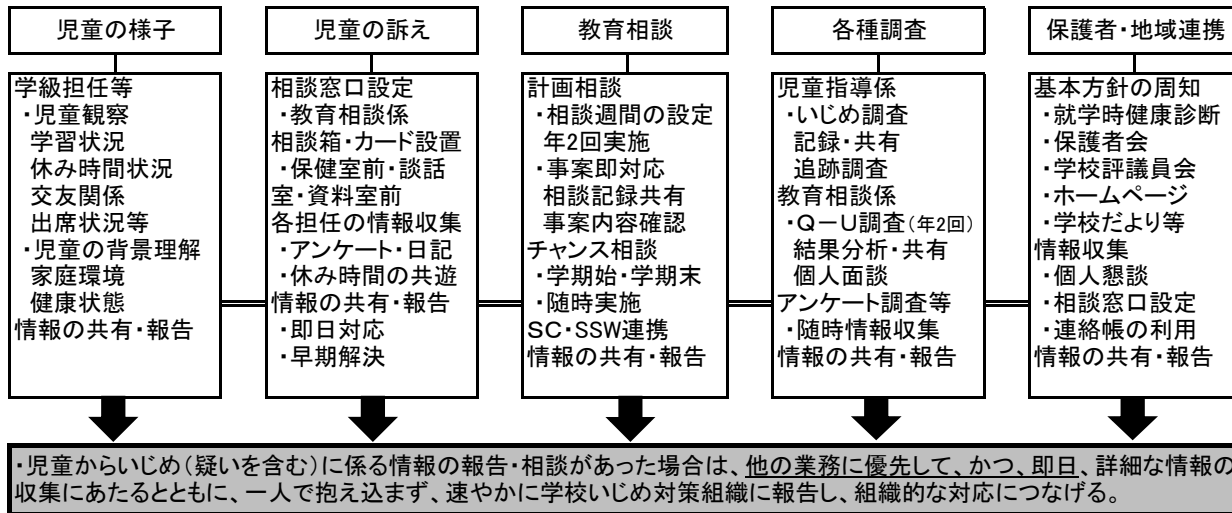 児童の様子
学級担任等
・児童観察
学習状況
休み時間状況
交友関係
出席状況等
・児童の背景理解
家庭環境
健康状態
情報の共有・報告
児童の訴え
相談窓口設定
・教育相談係
相談箱・カード設置
・保健室前・談話
室・資料室前
各担任の情報収集
・アンケート・日記
・休み時間の共遊
情報の共有・報告
・即日対応
・早期解決
教育相談
計画相談
・相談週間の設定
年2回実施
・事案即対応
相談記録共有
事案内容確認
チャンス相談
・学期始・学期末
・随時実施
SC・SSW連携
情報の共有・報告
各種調査
児童指導係
・いじめ調査
記録・共有
追跡調査
教育相談係
・Q－U調査(年2回)
結果分析・共有
個人面談
アンケート調査等
・随時情報収集
情報の共有・報告
保護者・地域連携
基本方針の周知
・就学時健康診断
・保護者会
・学校評議員会
・ホームページ
・学校だより等
情報収集
・個人懇談
・相談窓口設定
・連絡帳の利用
情報の共有・報告
・児童からいじめ(疑いを含む)に係る情報の報告・相談があった場合は、他の業務に優先して、かつ、即日、詳細な情報の
収集にあたるとともに、一人で抱え込まず、速やかに学校いじめ対策組織に報告し、組織的な対応につなげる。